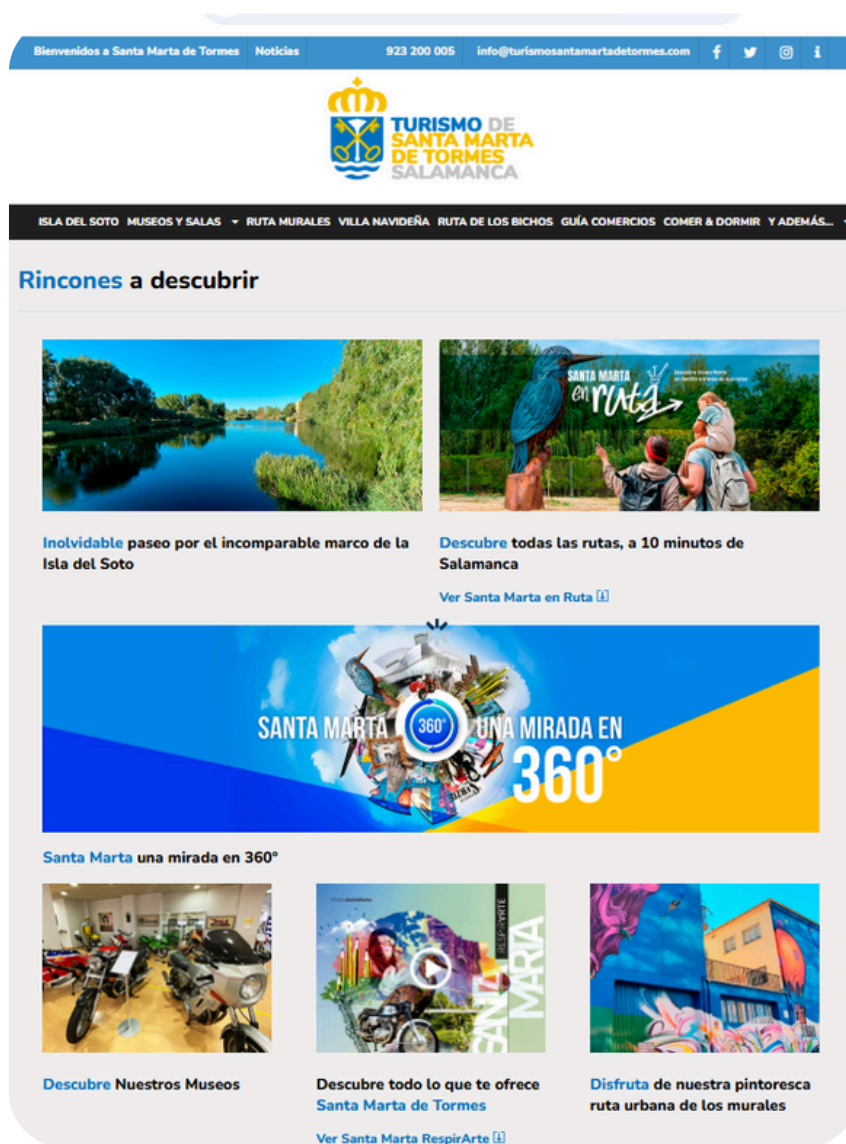 Bienvenidos a Santa Marta de Tormes Noticias 923 200 005 info@turismosantamartadetormes.com
TURISMO DE
SANTA MARTA
DE TORMES
SALAMANCA
ISLA DEL SOTO MUSEOS Y SALAS RUTA MURALES VILLA NAVIDEÑA RUTA DE LOS BICHOS GUÍA COMERCIOS COMER & DORMIR Y ADEMÁS...
Rincones a descubrir
SANTA MARTA
en ruta
Inolvidable paseo por el incomparable marco de la
Isla del Soto
Descubre todas las rutas, a 10 minutos de
Salamanca
Ver Santa Marta en Ruta
SANTA MARTA 360° UNA MIRADA EN
360°
Santa Marta una mirada en 360°
RESPIRARTE
SANTA
MARIA
Descubre Nuestros Museos
Descubre todo lo que te ofrece
Santa Marta de Tormes
Ver Santa Marta RespirArte
Disfruta de nuestra pintoresca
ruta urbana de los murales